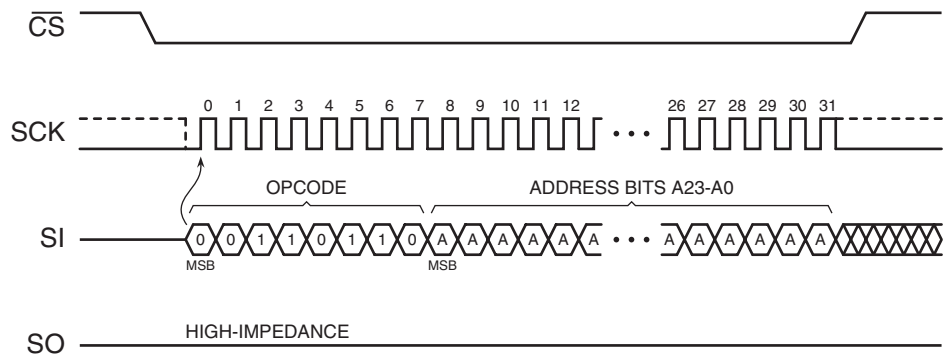 CS
0 1 2 3 4 5 6 7 8 9 10 11 12 26 27 28 29 30 31
SCK
OPCODE ADDRESS BITS A23-A0
SI 0 0 1 1 0 1 1 0 A A A A A A A A A A A A
MSB MSB
HIGH-IMPEDANCE
SO